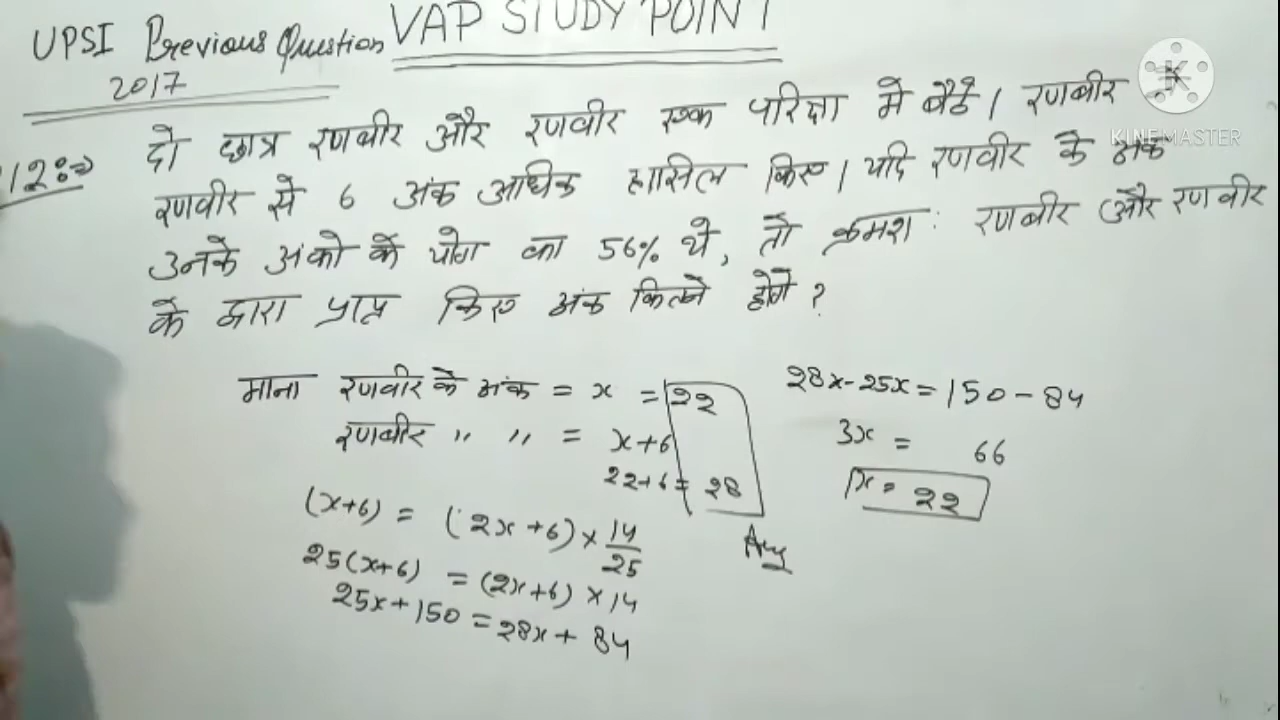 UPSI Previous Question VAP STUDY POINT
2017
K
KINEMASTER
12:⇒ दो छात्र रणबीर और रणवीर एक परिक्षा मे बैठे। रणबीर ने
रणवीर से 6 अंक अधिक हासिल किए। यदि रणवीर के अंक
उनके अंको के योग का 56% थे, तो क्रमश: रणबीर और रणवीर
के द्वारा प्राप्त किए अंक कितने होंगे ?
माना रणवीर के अंक = x = 22
रणबीर " " = x+6
22+6 = 28
(x+6) = (2x+6) × 14/25
25(x+6) = (2x+6) × 14
25x+150 = 28x + 84
28x-25x = 150-84
3x = 66
x = 22
Ans